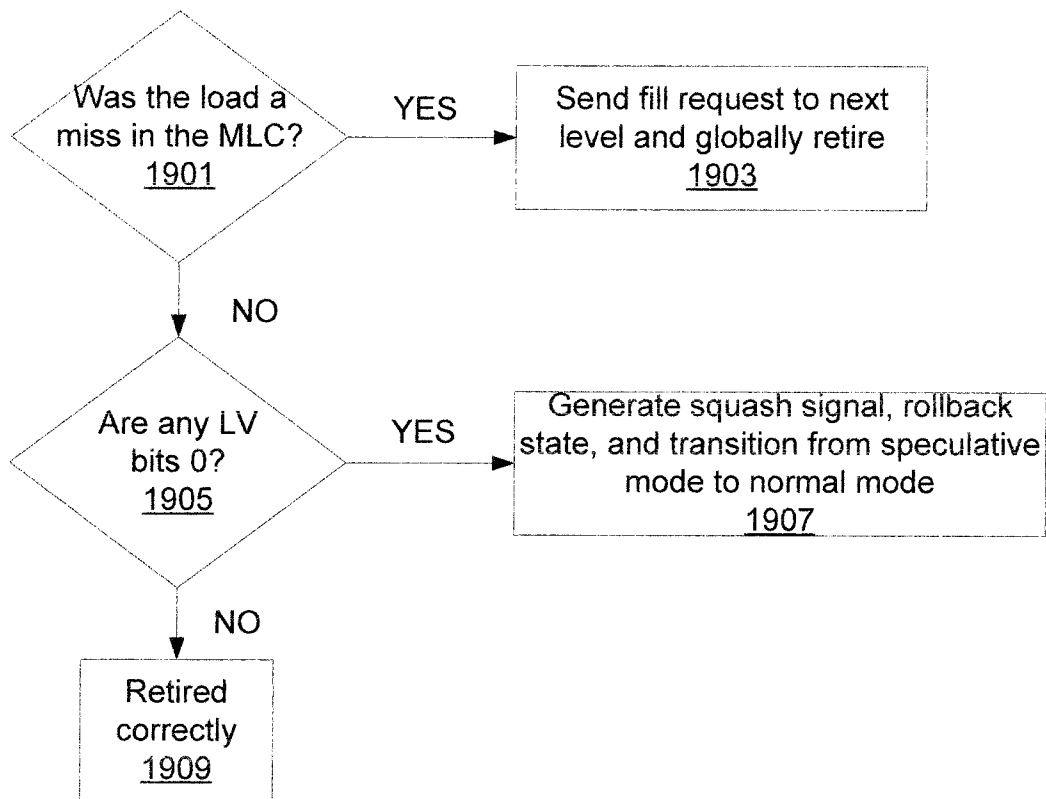 Was the load a
miss in the MLC?
1901
YES
Send fill request to next
level and globally retire
1903
NO
Are any LV
bits 0?
1905
YES
Generate squash signal, rollback
state, and transition from speculative
mode to normal mode
1907
NO
Retired
correctly
1909